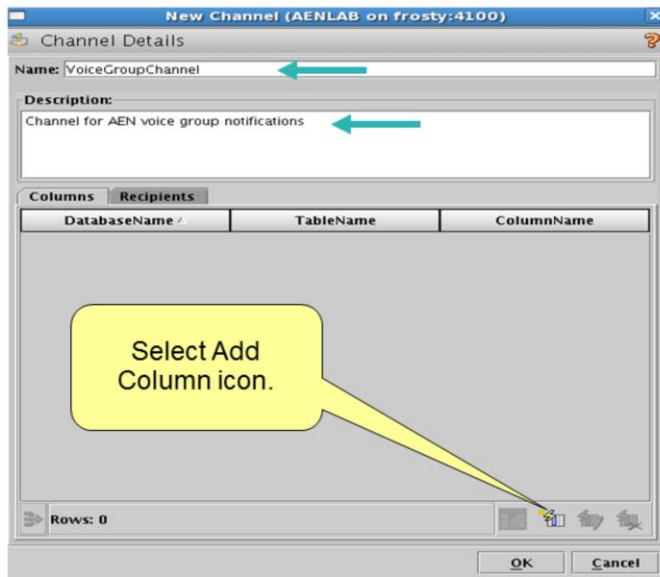 New Channel (AENLAB on frosty:4100)
Channel Details
Name: VoiceGroupChannel
Description:
Channel for AEN voice group notifications
Columns Recipients
DatabaseName TableName ColumnName
Select Add
Column icon.
Rows: 0
OK Cancel